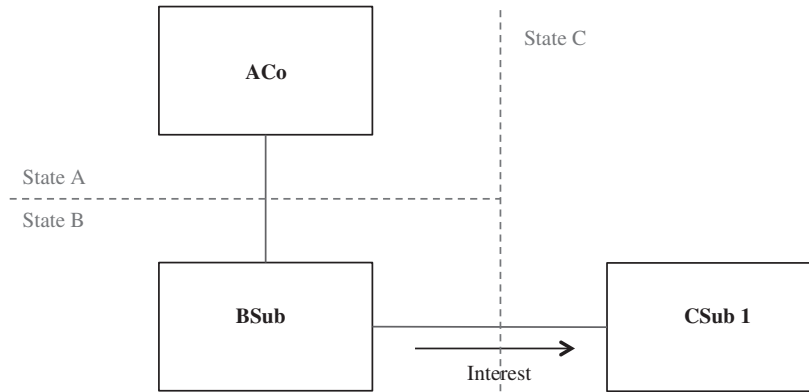 State C
ACo
State A
State B
BSub
CSub 1
Interest